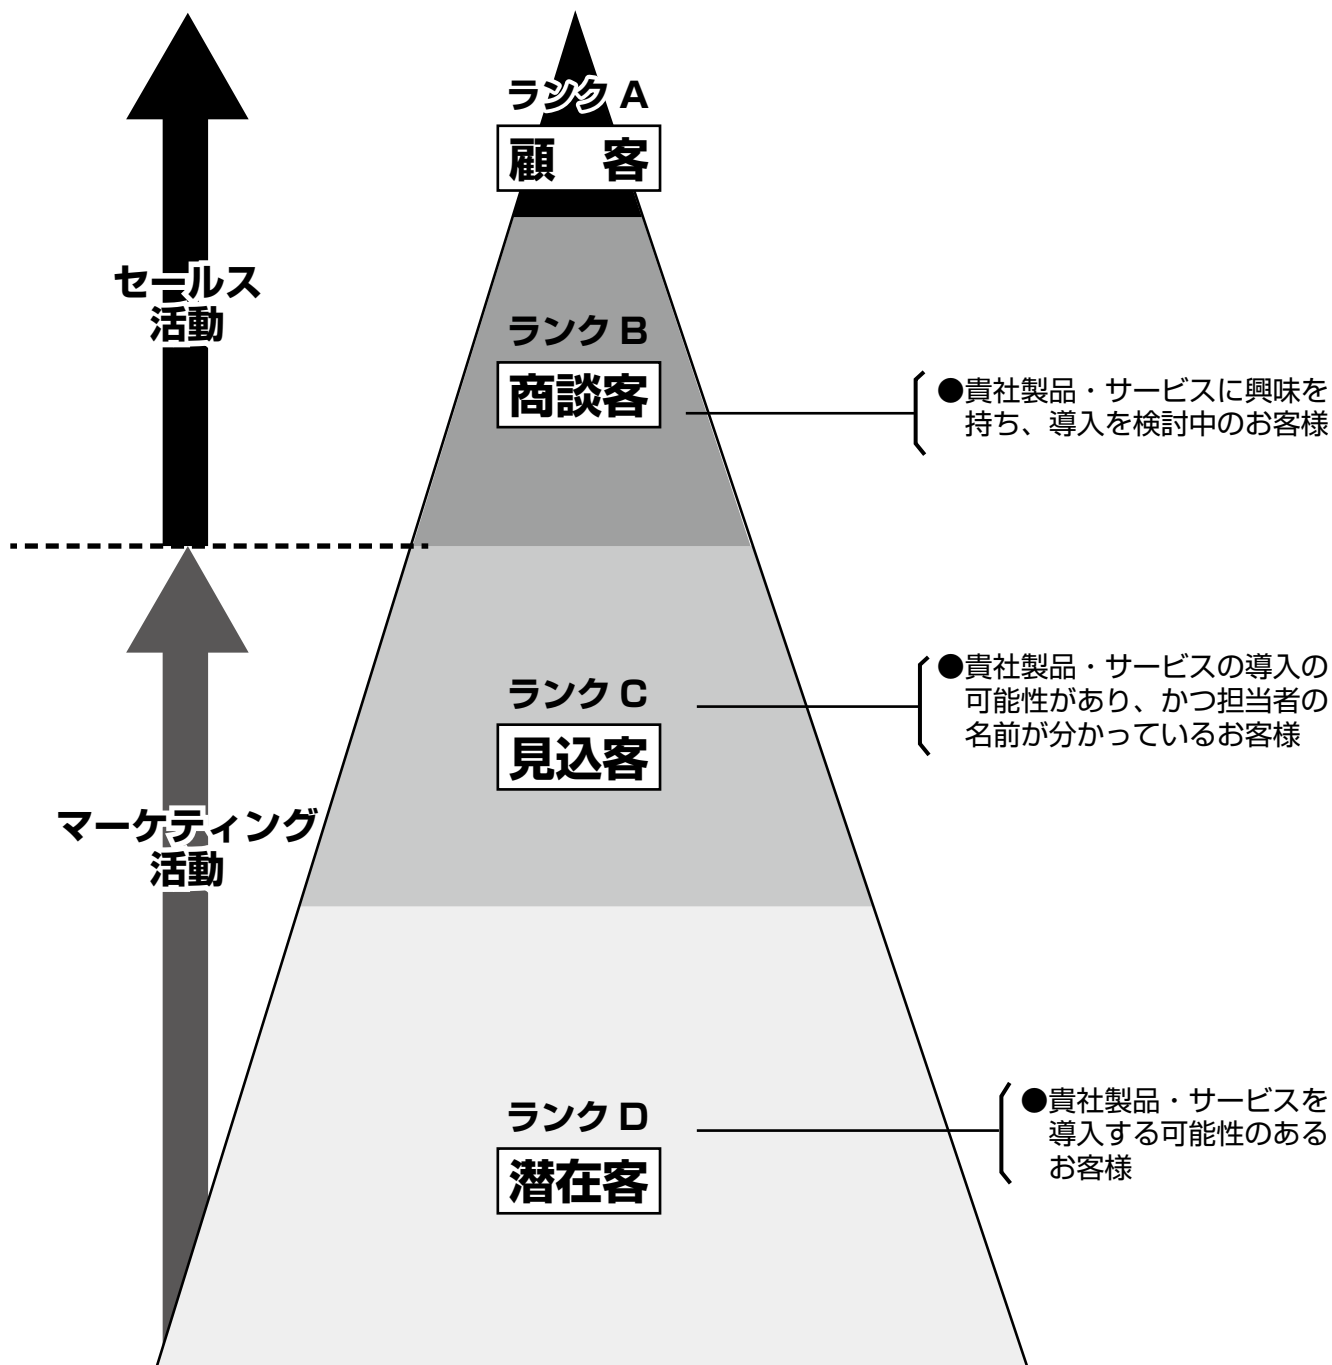 ランク A
顧　客
セールス
活動
ランク B
商談客
●貴社製品・サービスに興味を
持ち、導入を検討中のお客様
ランク C
見込客
●貴社製品・サービスの導入の
可能性があり、かつ担当者の
名前が分かっているお客様
マーケティング
活動
ランク D
潜在客
●貴社製品・サービスを
導入する可能性のある
お客様